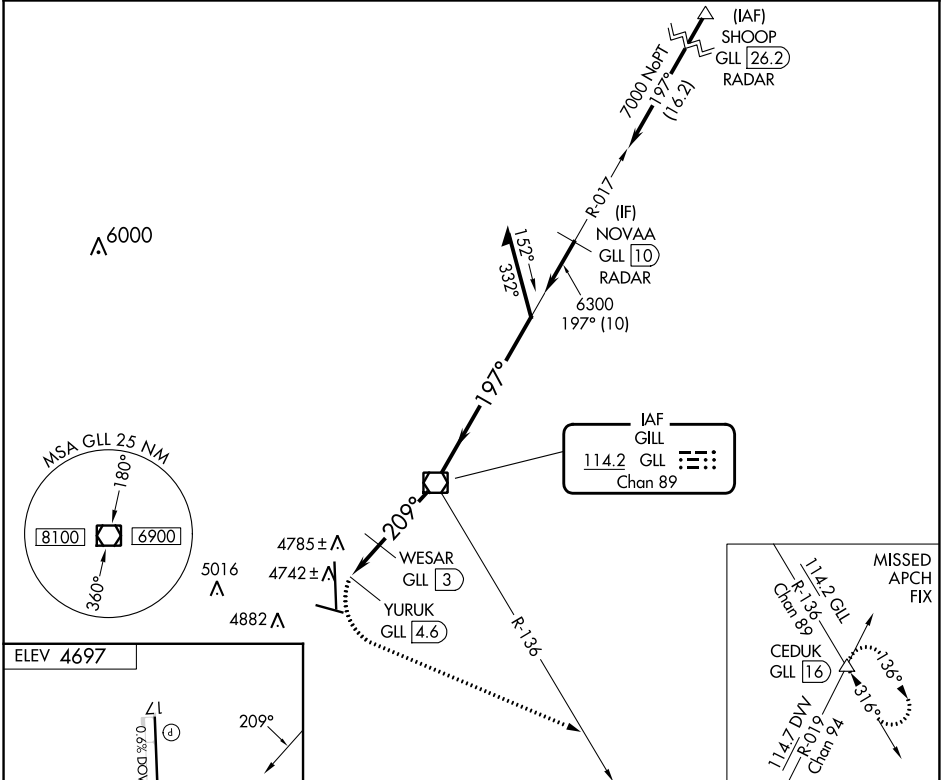 (IAF)
SHOOP
GLL 26.2
RADAR
7000 NoPT
197°
(16.2)
R-017
(IF)
NOVAA
GLL 10
RADAR
6300
197° (10)
152°
332°
6000
197°
IAF
GILL
114.2 GLL
Chan 89
MSA GLL 25 NM
180°
8100
6900
360°
209°
4785 ±
4742 ±
5016
4882
WESAR
GLL 3
YURUK
GLL 4.6
R-136
MISSED
APCH
FIX
114.2 GLL
R-136
Chan 89
CEDUK
GLL 16
136°
316°
114.7 DVV
R-019
Chan 94
ELEV 4697
17
P
0.6% DOW
209°